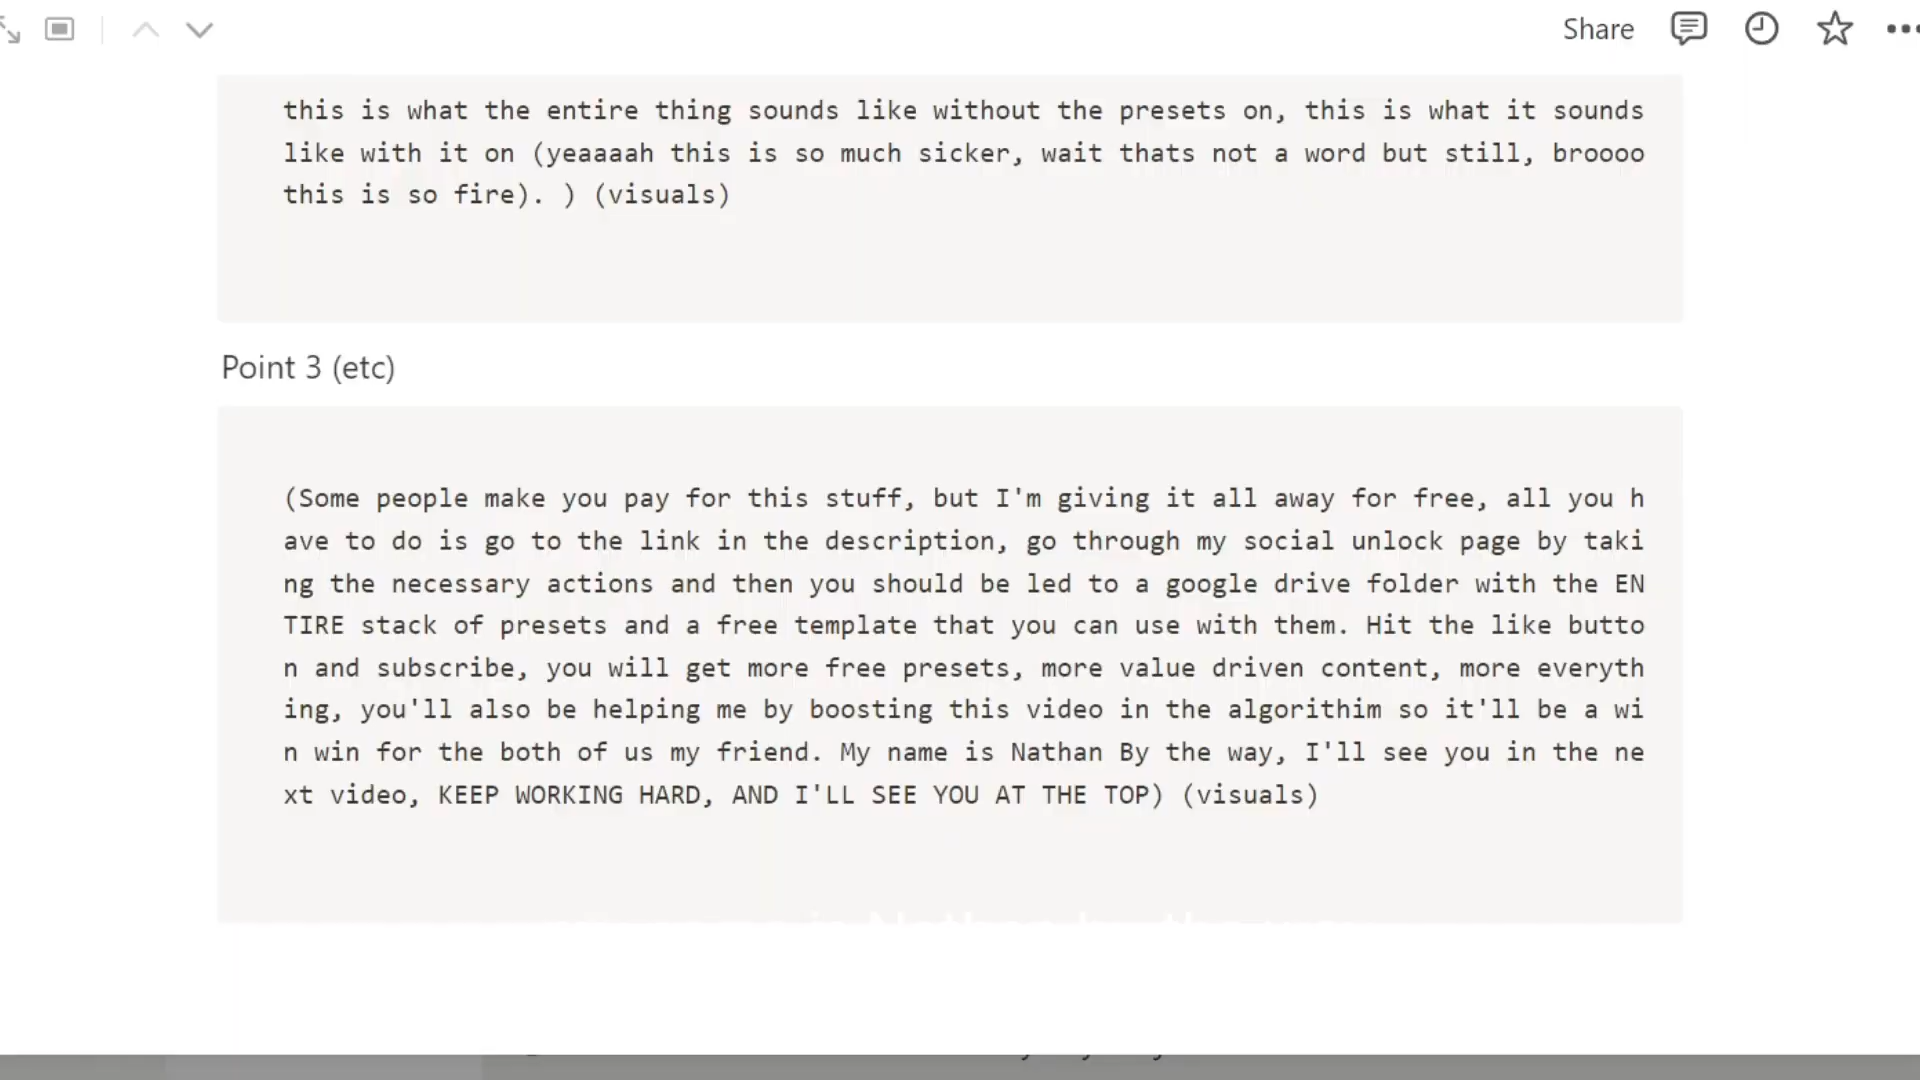 Share
this is what the entire thing sounds like without the presets on, this is what it sounds
like with it on (yeaaaah this is so much sicker, wait thats not a word but still, broooo
this is so fire). ) (visuals)
Point 3 (etc)
(Some people make you pay for this stuff, but I'm giving it all away for free, all you h
ave to do is go to the link in the description, go through my social unlock page by taki
ng the necessary actions and then you should be led to a google drive folder with the EN
TIRE stack of presets and a free template that you can use with them. Hit the like butto
n and subscribe, you will get more free presets, more value driven content, more everyth
ing, you'll also be helping me by boosting this video in the algorithim so it'll be a wi
n win for the both of us my friend. My name is Nathan By the way, I'll see you in the ne
xt video, KEEP WORKING HARD, AND I'LL SEE YOU AT THE TOP) (visuals)